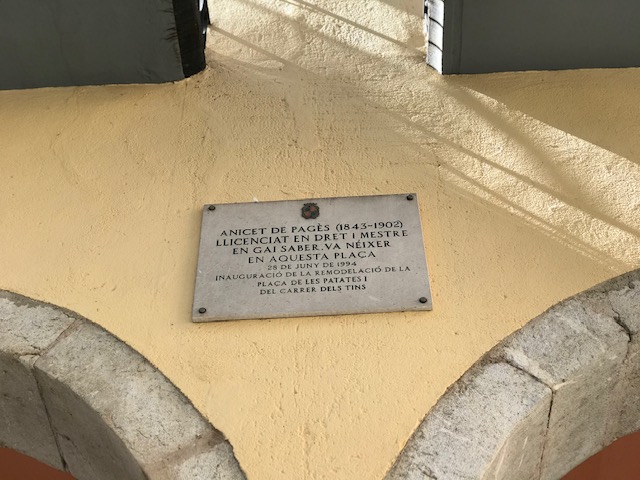 ANICET DE PAGÈS (1843-1902)
LLICENCIAT EN DRET I MESTRE
EN GAI SABER, VA NÉIXER
EN AQUESTA PLAÇA
28 DE JUNY DE 1994
INAUGURACIÓ DE LA REMODELACIÓ DE LA
PLAÇA DE LES PATATES I
DEL CARRER DELS TINS